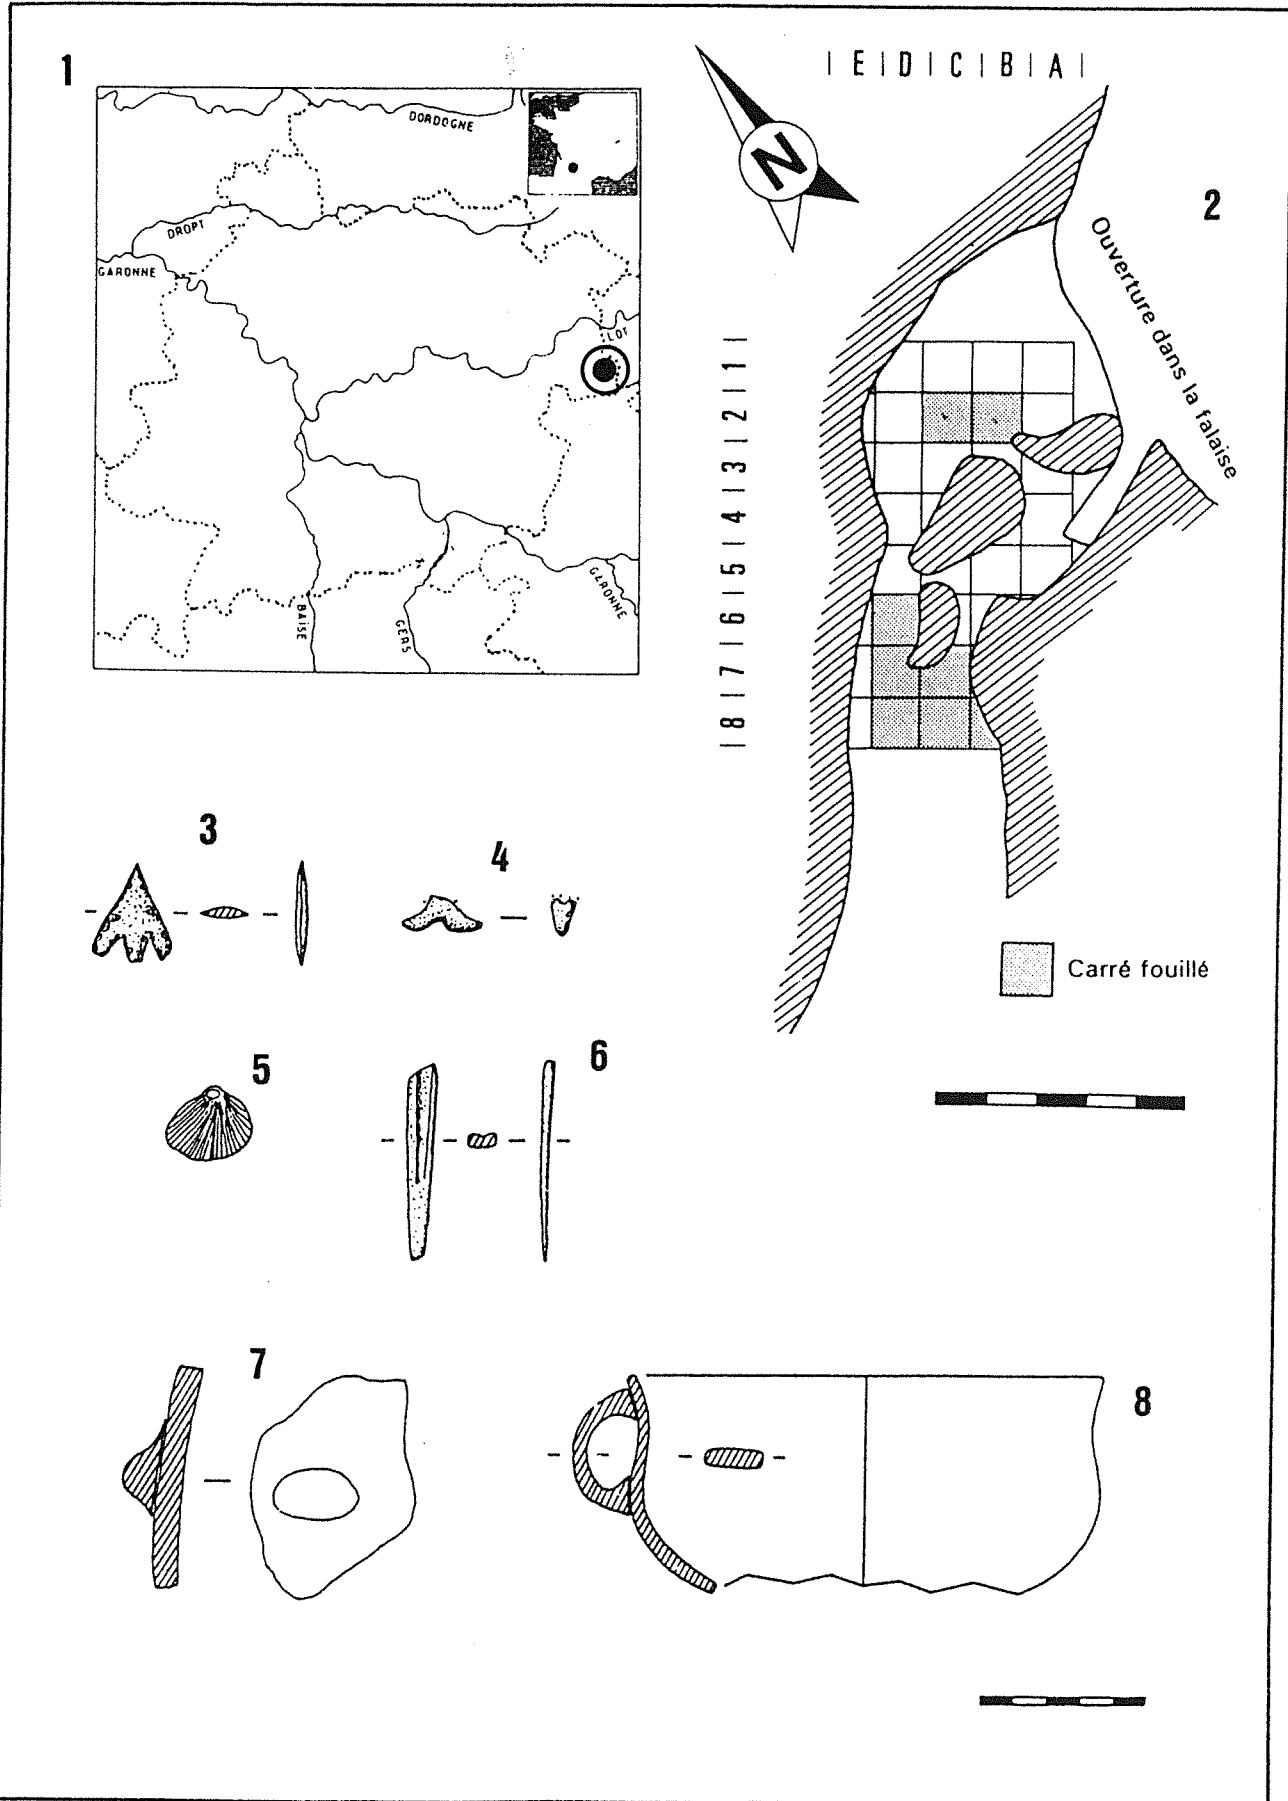 1
DORDOGNE
DROPT
GARONNE
LOT
GARONNE
BAISE
GERS
|E|D|C|B|A|
N
2
Ouverture dans la falaise
|8|7|6|5|4|3|2|1|
Carré fouillé
3
4
5
6
7
8